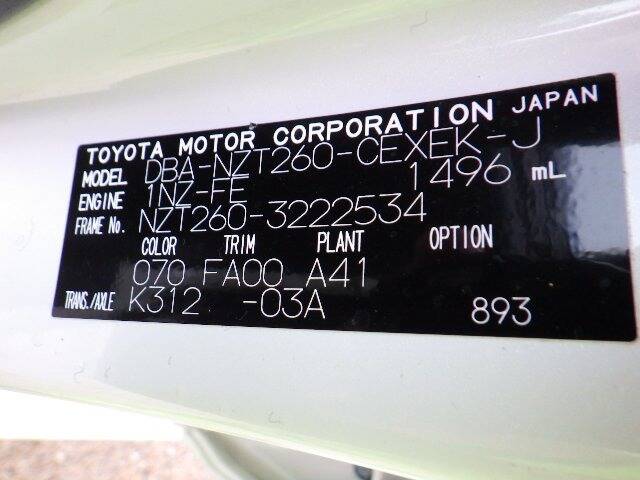 TOYOTA MOTOR CORPORATION JAPAN
MODEL DBA-NZT260-CEXEK-J
ENGINE 1NZ-FE 1496 mL
FRAME No. NZT260-3222534
COLOR TRIM PLANT OPTION
070 FA00 A41
TRANS./AXLE K312 -03A 893